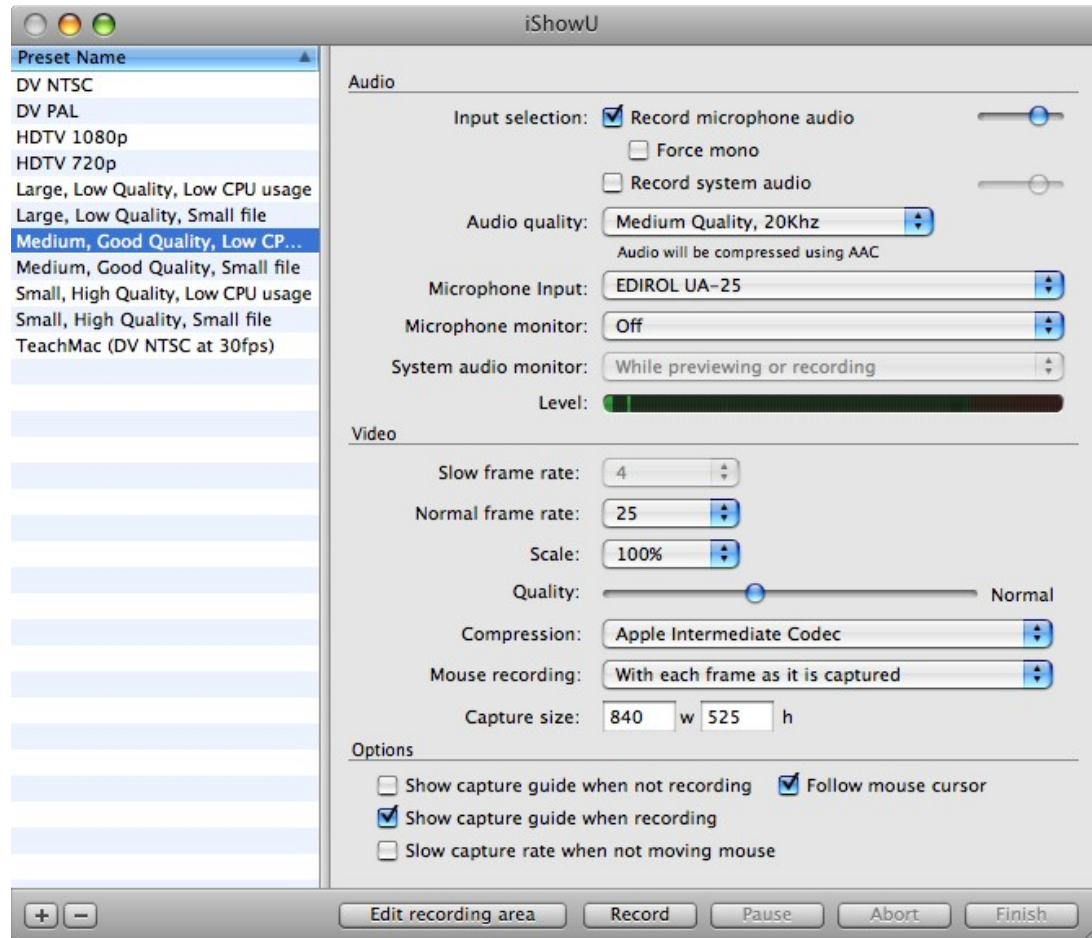 iShowU
Preset Name
DV NTSC
DV PAL
HDTV 1080p
HDTV 720p
Large, Low Quality, Low CPU usage
Large, Low Quality, Small file
Medium, Good Quality, Low CP...
Medium, Good Quality, Small file
Small, High Quality, Low CPU usage
Small, High Quality, Small file
TeachMac (DV NTSC at 30fps)
Audio
Input selection: Record microphone audio
Force mono
Record system audio
Audio quality: Medium Quality, 20Khz
Audio will be compressed using AAC
Microphone Input: EDIROL UA-25
Microphone monitor: Off
System audio monitor: While previewing or recording
Level:
Video
Slow frame rate: 4
Normal frame rate: 25
Scale: 100%
Quality: Normal
Compression: Apple Intermediate Codec
Mouse recording: With each frame as it is captured
Capture size: 840 w 525 h
Options
Show capture guide when not recording Follow mouse cursor
Show capture guide when recording
Slow capture rate when not moving mouse
+ − Edit recording area Record Pause Abort Finish